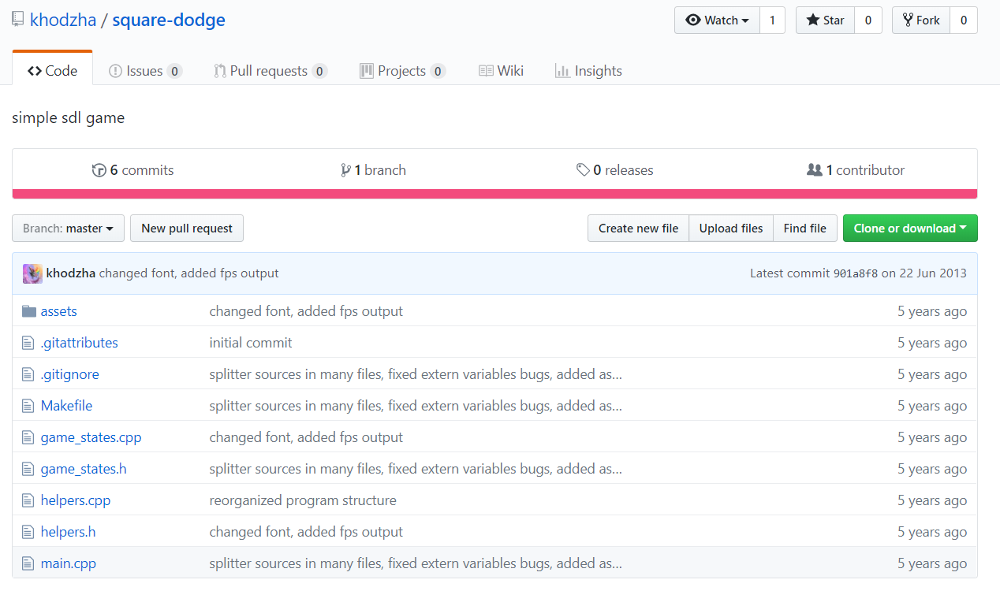 khodzha / square-dodge
Watch 1 Star 0 Fork 0
Code Issues 0 Pull requests 0 Projects 0 Wiki Insights
simple sdl game
6 commits 1 branch 0 releases 1 contributor
Branch: master New pull request Create new file Upload files Find file Clone or download
khodzha changed font, added fps output Latest commit 901a8f8 on 22 Jun 2013
assets changed font, added fps output 5 years ago
.gitattributes initial commit 5 years ago
.gitignore splitter sources in many files, fixed extern variables bugs, added as... 5 years ago
Makefile splitter sources in many files, fixed extern variables bugs, added as... 5 years ago
game_states.cpp changed font, added fps output 5 years ago
game_states.h splitter sources in many files, fixed extern variables bugs, added as... 5 years ago
helpers.cpp reorganized program structure 5 years ago
helpers.h changed font, added fps output 5 years ago
main.cpp splitter sources in many files, fixed extern variables bugs, added as... 5 years ago